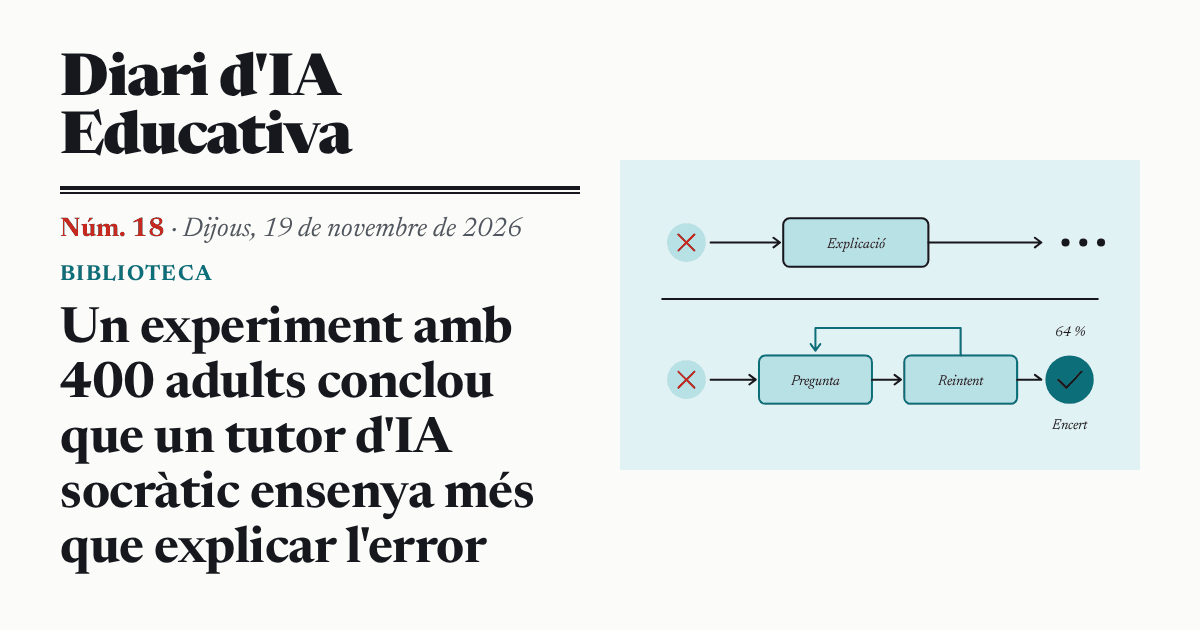 Diari d'IA
Educativa
Núm. 18 · Dijous, 19 de novembre de 2026
BIBLIOTECA
Un experiment amb
400 adults conclou
que un tutor d'IA
socràtic ensenya més
que explicar l'error
Explicació
64 %
Pregunta
Reintent
Encert